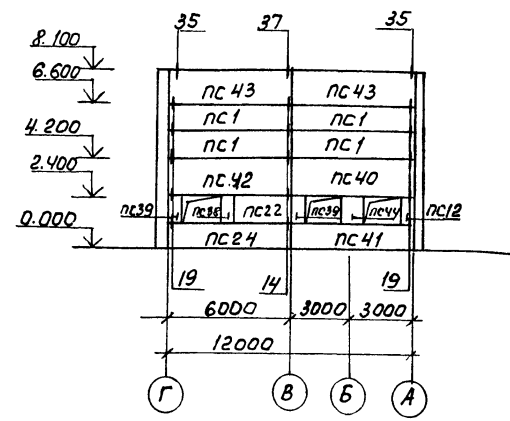 35 37 35
8.100
6.600
ПС43 ПС43
ПС1 ПС1
4.200
ПС1 ПС1
2.400
ПС42 ПС40
ПС39 ПС38 ПС22 ПС39 ПС44 ПС12
0.000
ПС24 ПС41
19 14 19
6000 3000 3000
12000
Г В Б А